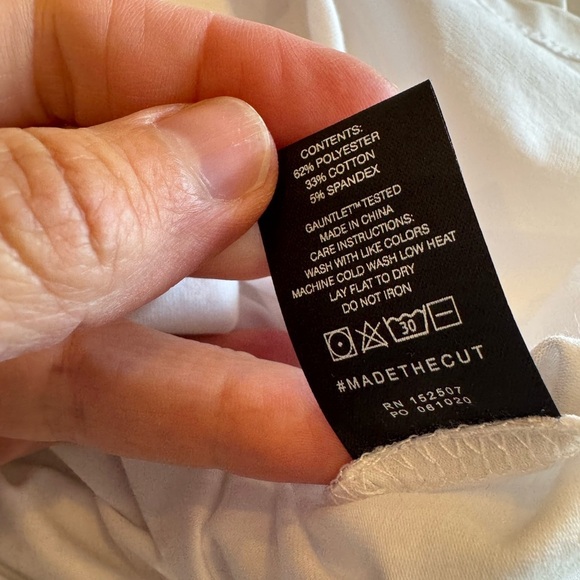 CONTENTS:
62% POLYESTER
33% COTTON
5% SPANDEX
GAUNTLET™ TESTED
MADE IN CHINA
CARE INSTRUCTIONS:
WASH WITH LIKE COLORS
MACHINE COLD WASH LOW HEAT
LAY FLAT TO DRY
DO NOT IRON
30
#MADETHECUT
RN 152507
PO 081020